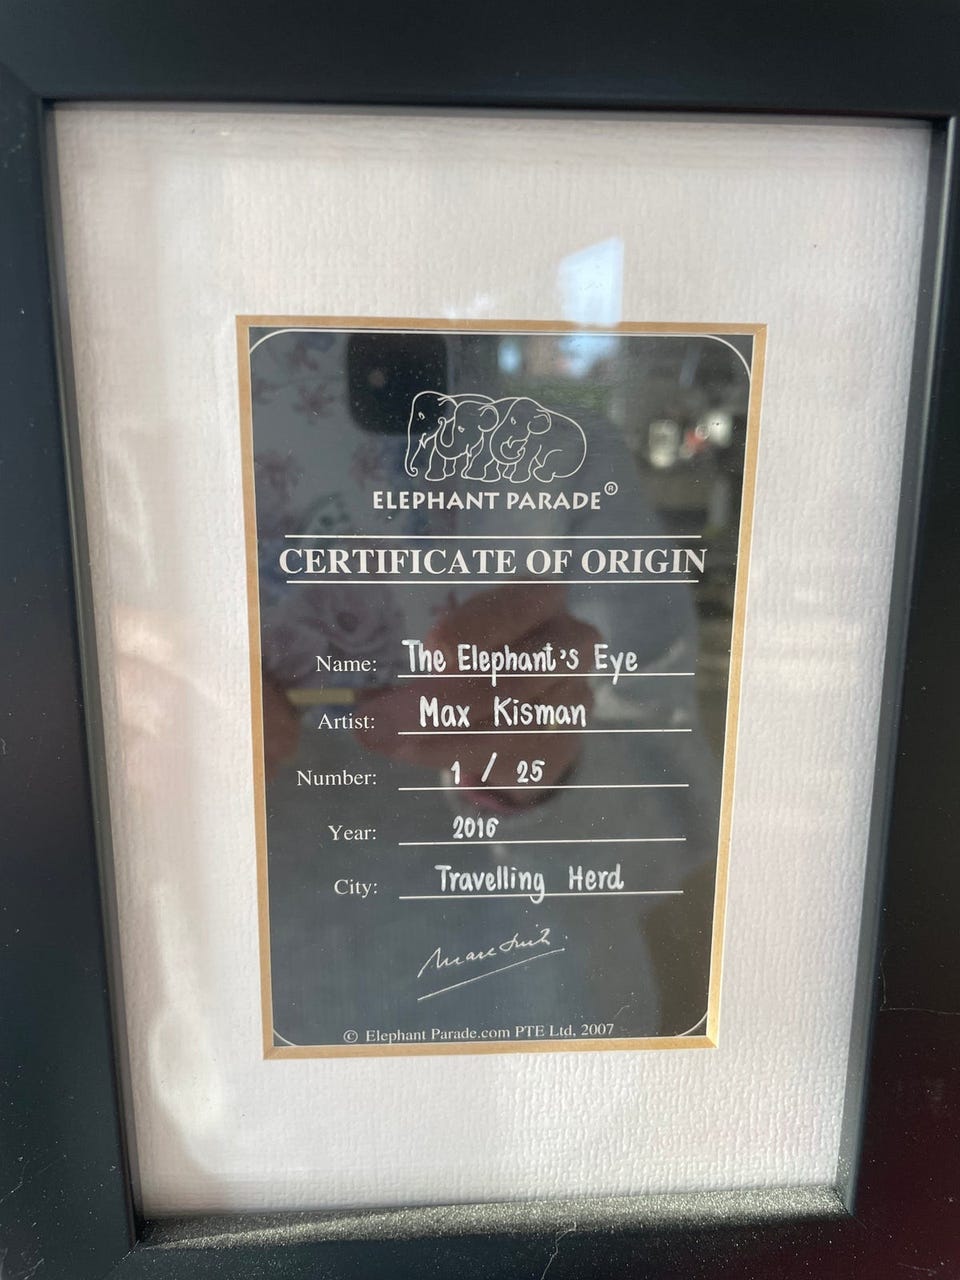 ELEPHANT PARADE®
CERTIFICATE OF ORIGIN
Name: The Elephant's Eye
Artist: Max Kisman
Number: 1 / 25
Year: 2016
City: Travelling Herd
© Elephant Parade.com PTE Ltd, 2007